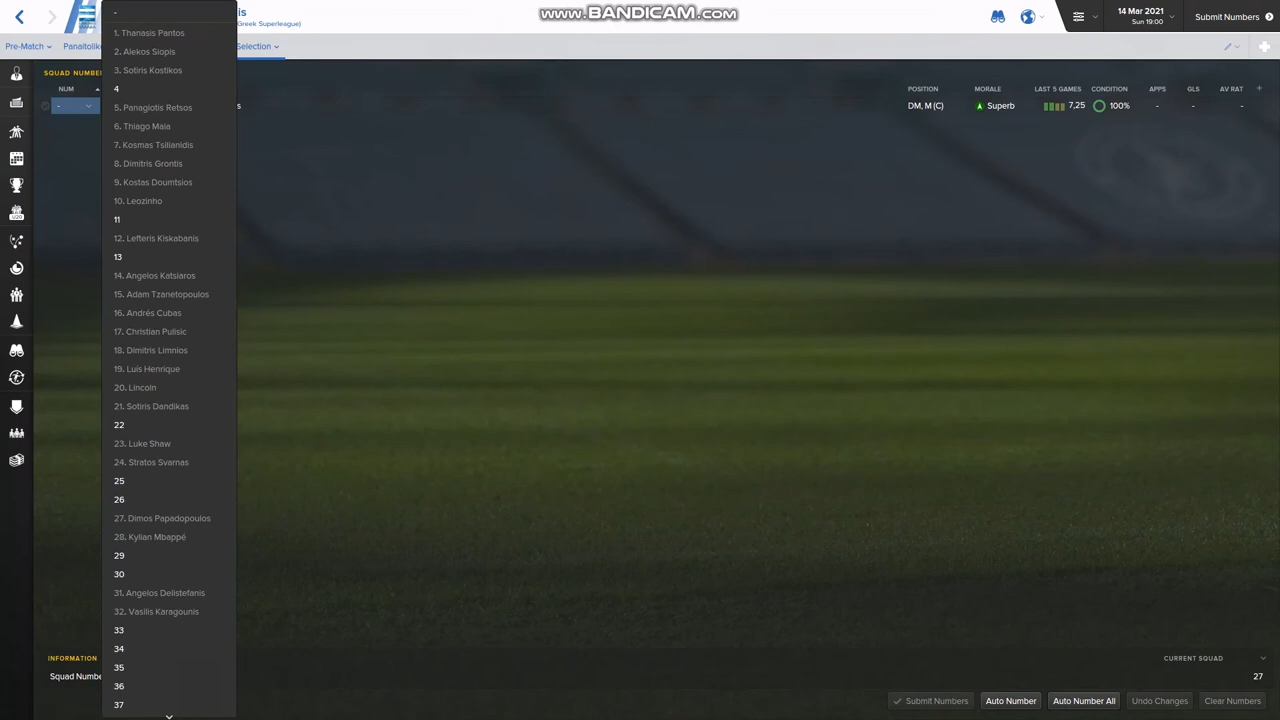 www.BANDICAM.com
is
Greek Superleague)
14 Mar 2021
Sun 19:00
Submit Numbers
Pre-Match
Panaitolik
Selection
SQUAD NUMBER
NUM
-
s
POSITION
MORALE
LAST 5 GAMES
CONDITION
APPS
GLS
AV RAT
DM, M (C)
Superb
7,25
100%
-
-
-
-
1. Thanasis Pantos
2. Alekos Siopis
3. Sotiris Kostikos
4
5. Panagiotis Retsos
6. Thiago Maia
7. Kosmas Tsilianidis
8. Dimitris Grontis
9. Kostas Doumtsios
10. Leozinho
11
12. Lefteris Kiskabanis
13
14. Angelos Katsiaros
15. Adam Tzanetopoulos
16. Andrés Cubas
17. Christian Pulisic
18. Dimitris Limnios
19. Luís Henrique
20. Lincoln
21. Sotiris Dandikas
22
23. Luke Shaw
24. Stratos Svarnas
25
26
27. Dimos Papadopoulos
28. Kylian Mbappé
29
30
31. Angelos Delistefanis
32. Vasilis Karagounis
33
34
35
36
37
U20
INFORMATION
CURRENT SQUAD
Squad Numbe
27
Submit Numbers
Auto Number
Auto Number All
Undo Changes
Clear Numbers